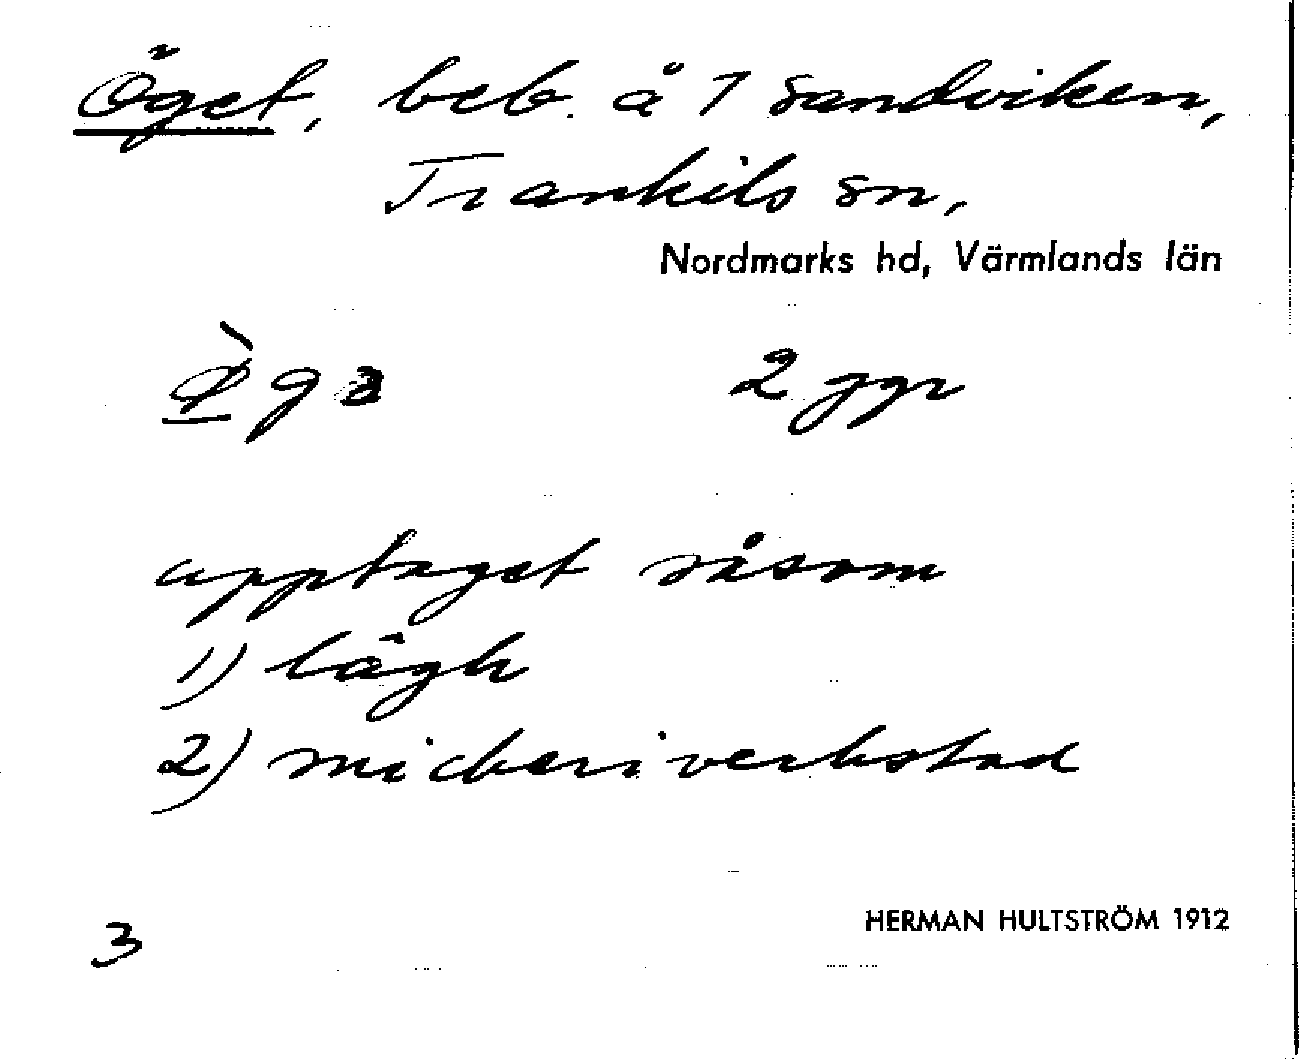 Öget, beb. å 1 Sandviken,
Trankils sn,
Nordmarks hd, Värmlands län
2 ggr
upptaget såsom
1) lägh
2) snickeriverkstad
3
HERMAN HULTSTRÖM 1912